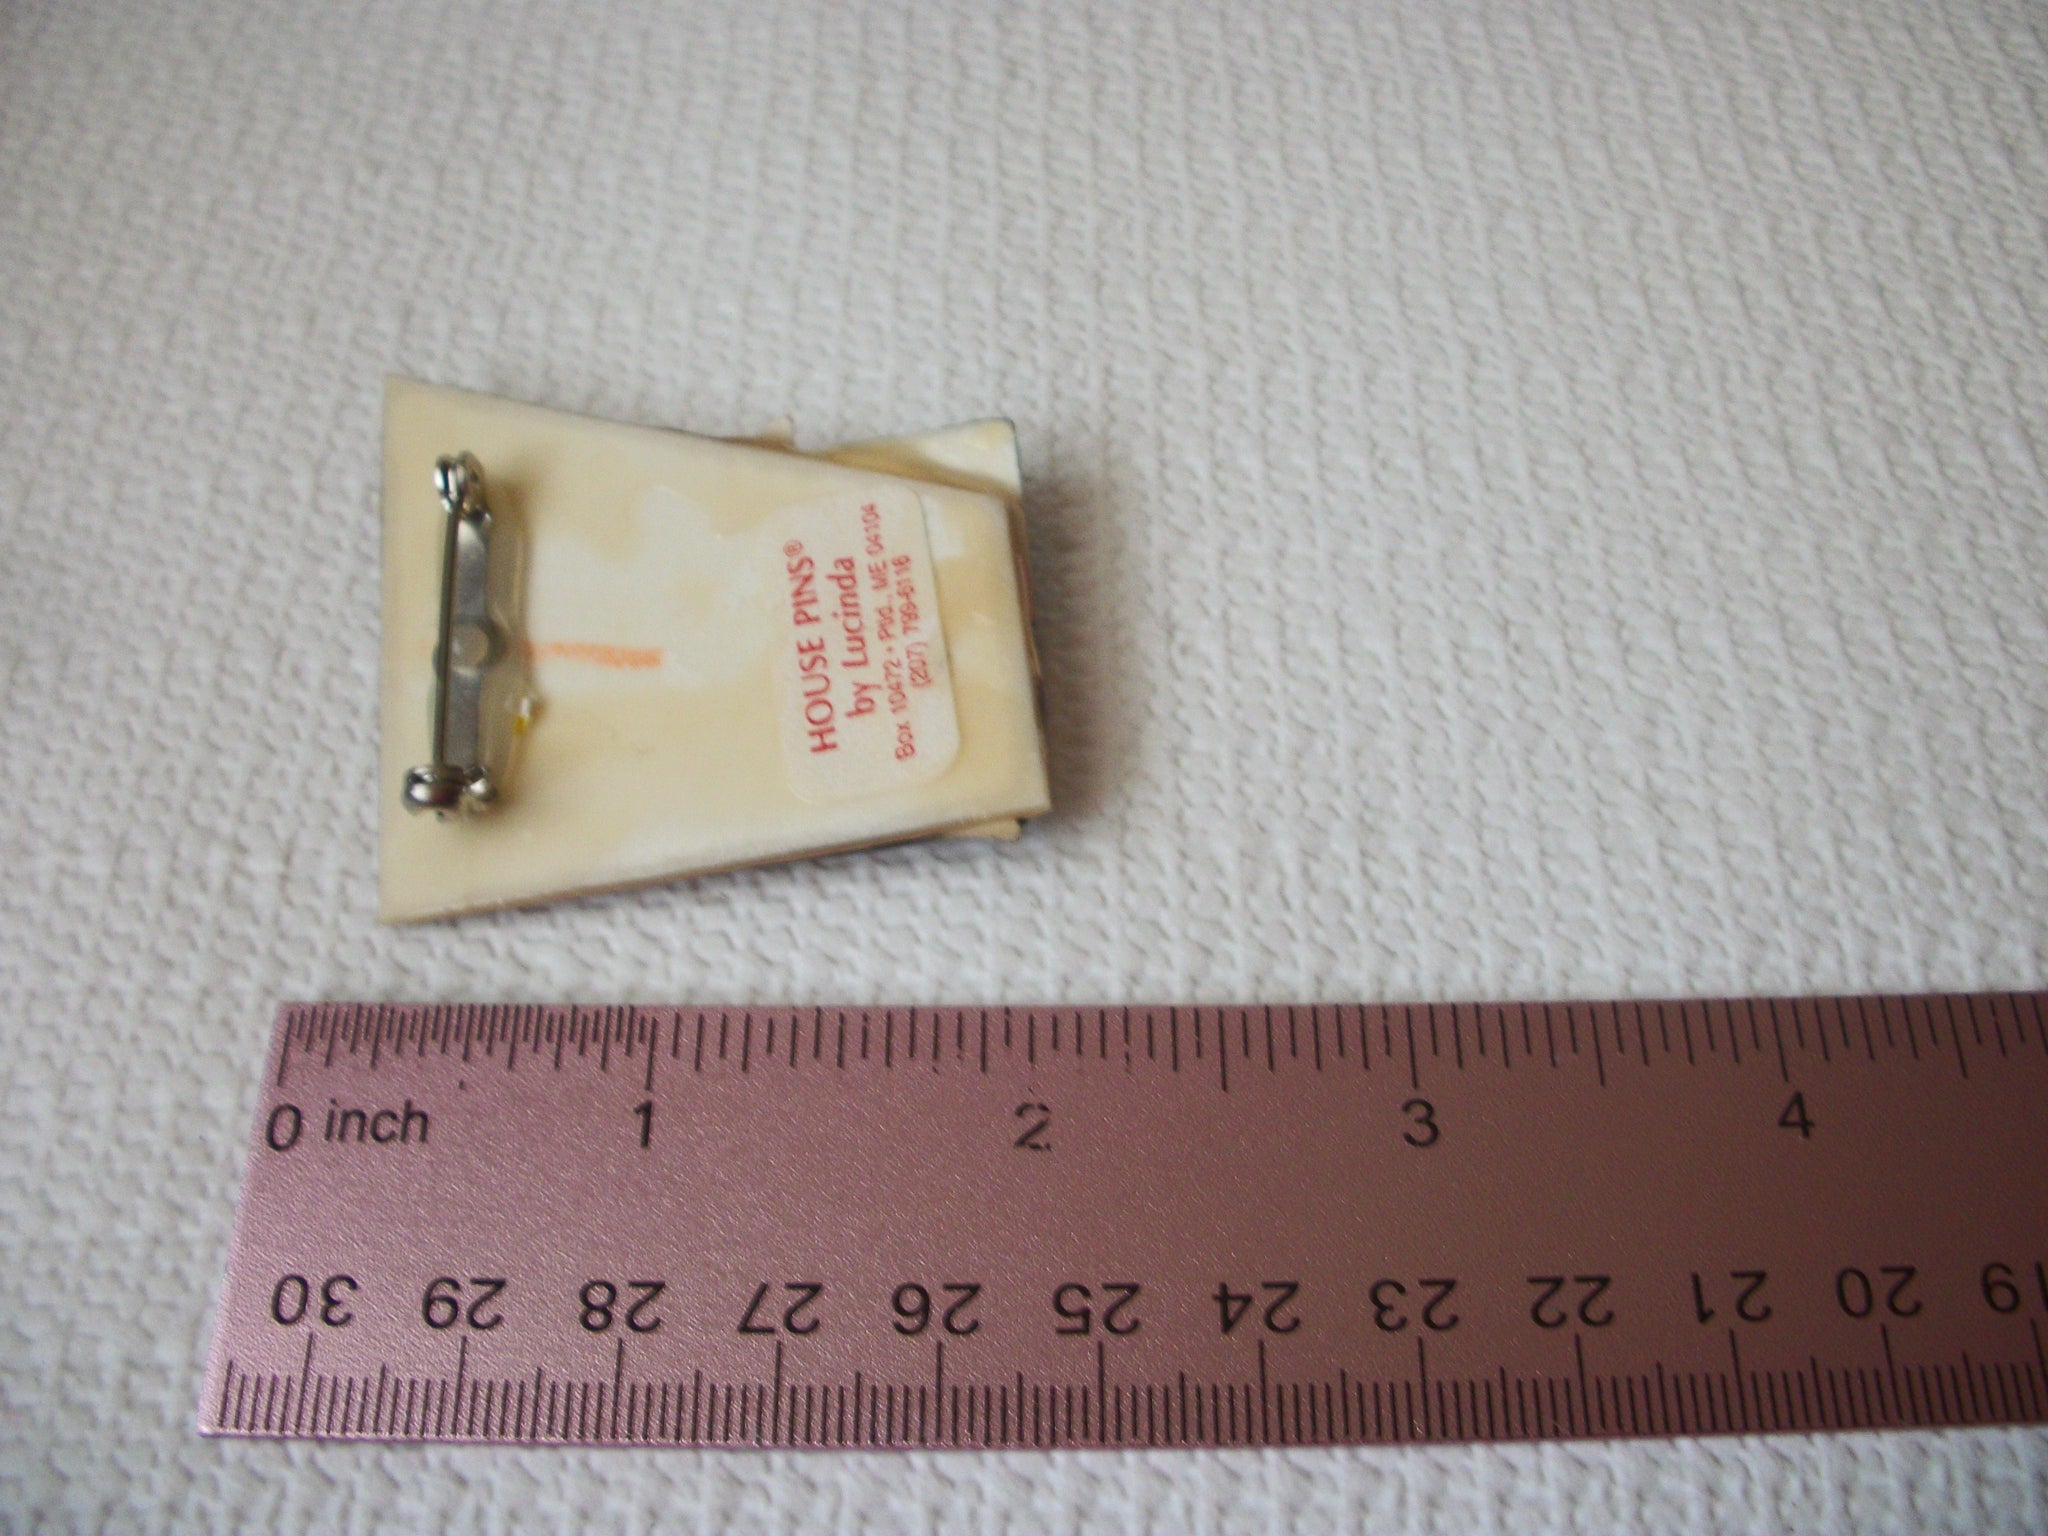 HOUSE PINS®
by Lucinda
Box 10472 • Ptld., ME 04104
(207) 799-6116
0 inch 1 2 3 4
30 29 28 27 26 25 24 23 22 21 20 19